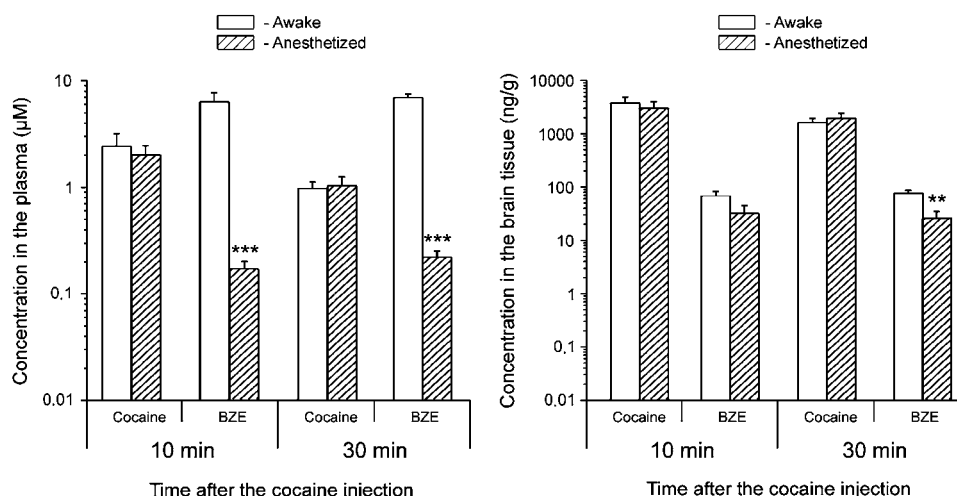 - Awake
- Anesthetized
Concentration in the plasma (µM)
10
1
0.1
0.01
***
***
Cocaine
BZE
Cocaine
BZE
10 min
30 min
Time after the cocaine injection
- Awake
- Anesthetized
Concentration in the brain tissue (ng/g)
10000
1000
100
10
1
0,1
0.01
**
Cocaine
BZE
Cocaine
BZE
10 min
30 min
Time after the cocaine injection